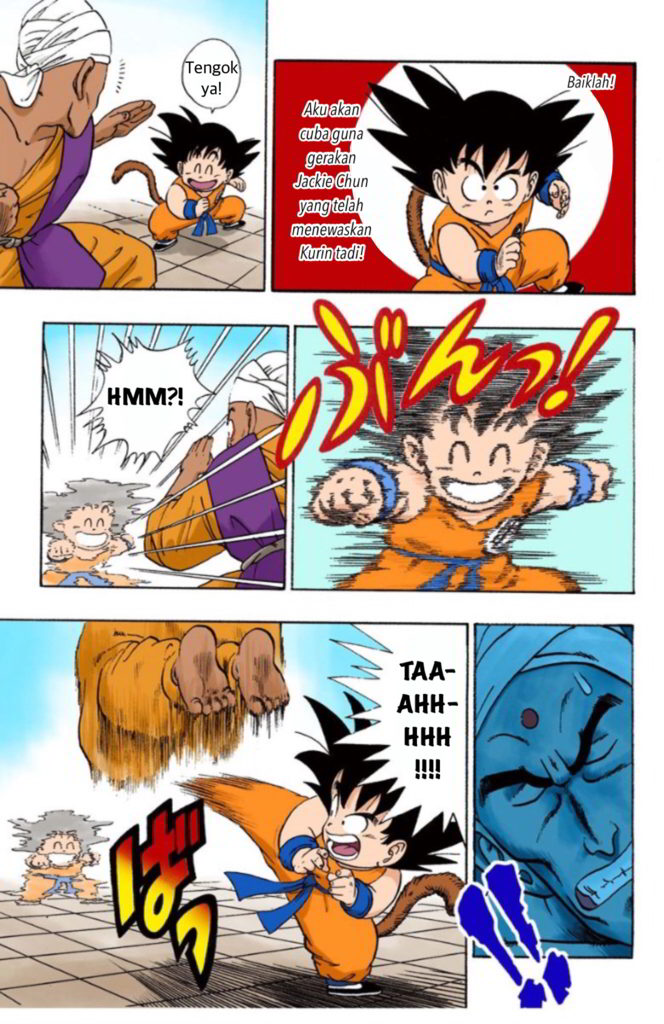 Baiklah!
Aku akan
cuba guna
gerakan
Jackie Chun
yang telah
menewaskan
Kurin tadi!
Tengok
ya!
ぶんっ!
HMM?!
TAA-
AHH-
HHH
!!!!
ばっ
!!